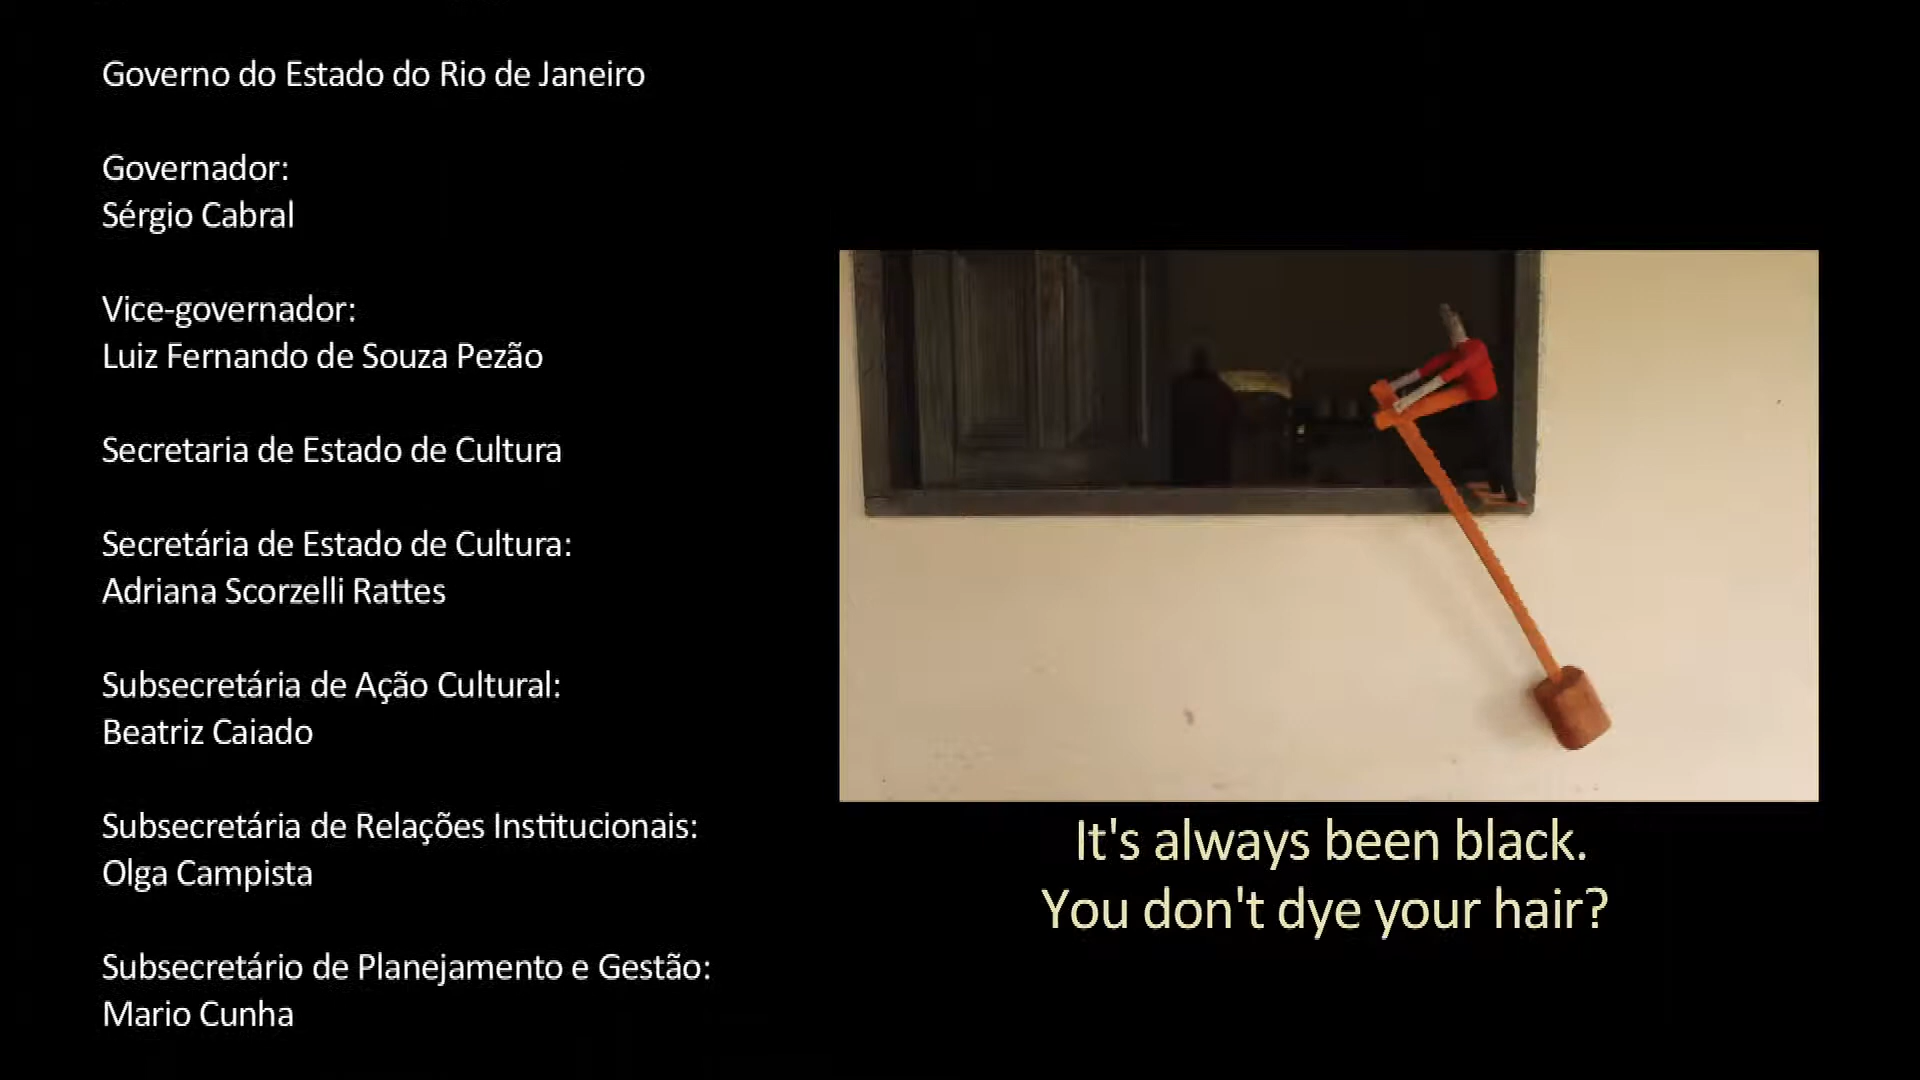 Governo do Estado do Rio de Janeiro
Governador:
Sérgio Cabral
Vice-governador:
Luiz Fernando de Souza Pezão
Secretaria de Estado de Cultura
Secretária de Estado de Cultura:
Adriana Scorzelli Rattes
Subsecretária de Ação Cultural:
Beatriz Caiado
Subsecretária de Relações Institucionais:
Olga Campista
Subsecretário de Planejamento e Gestão:
Mario Cunha
It's always been black.
You don't dye your hair?